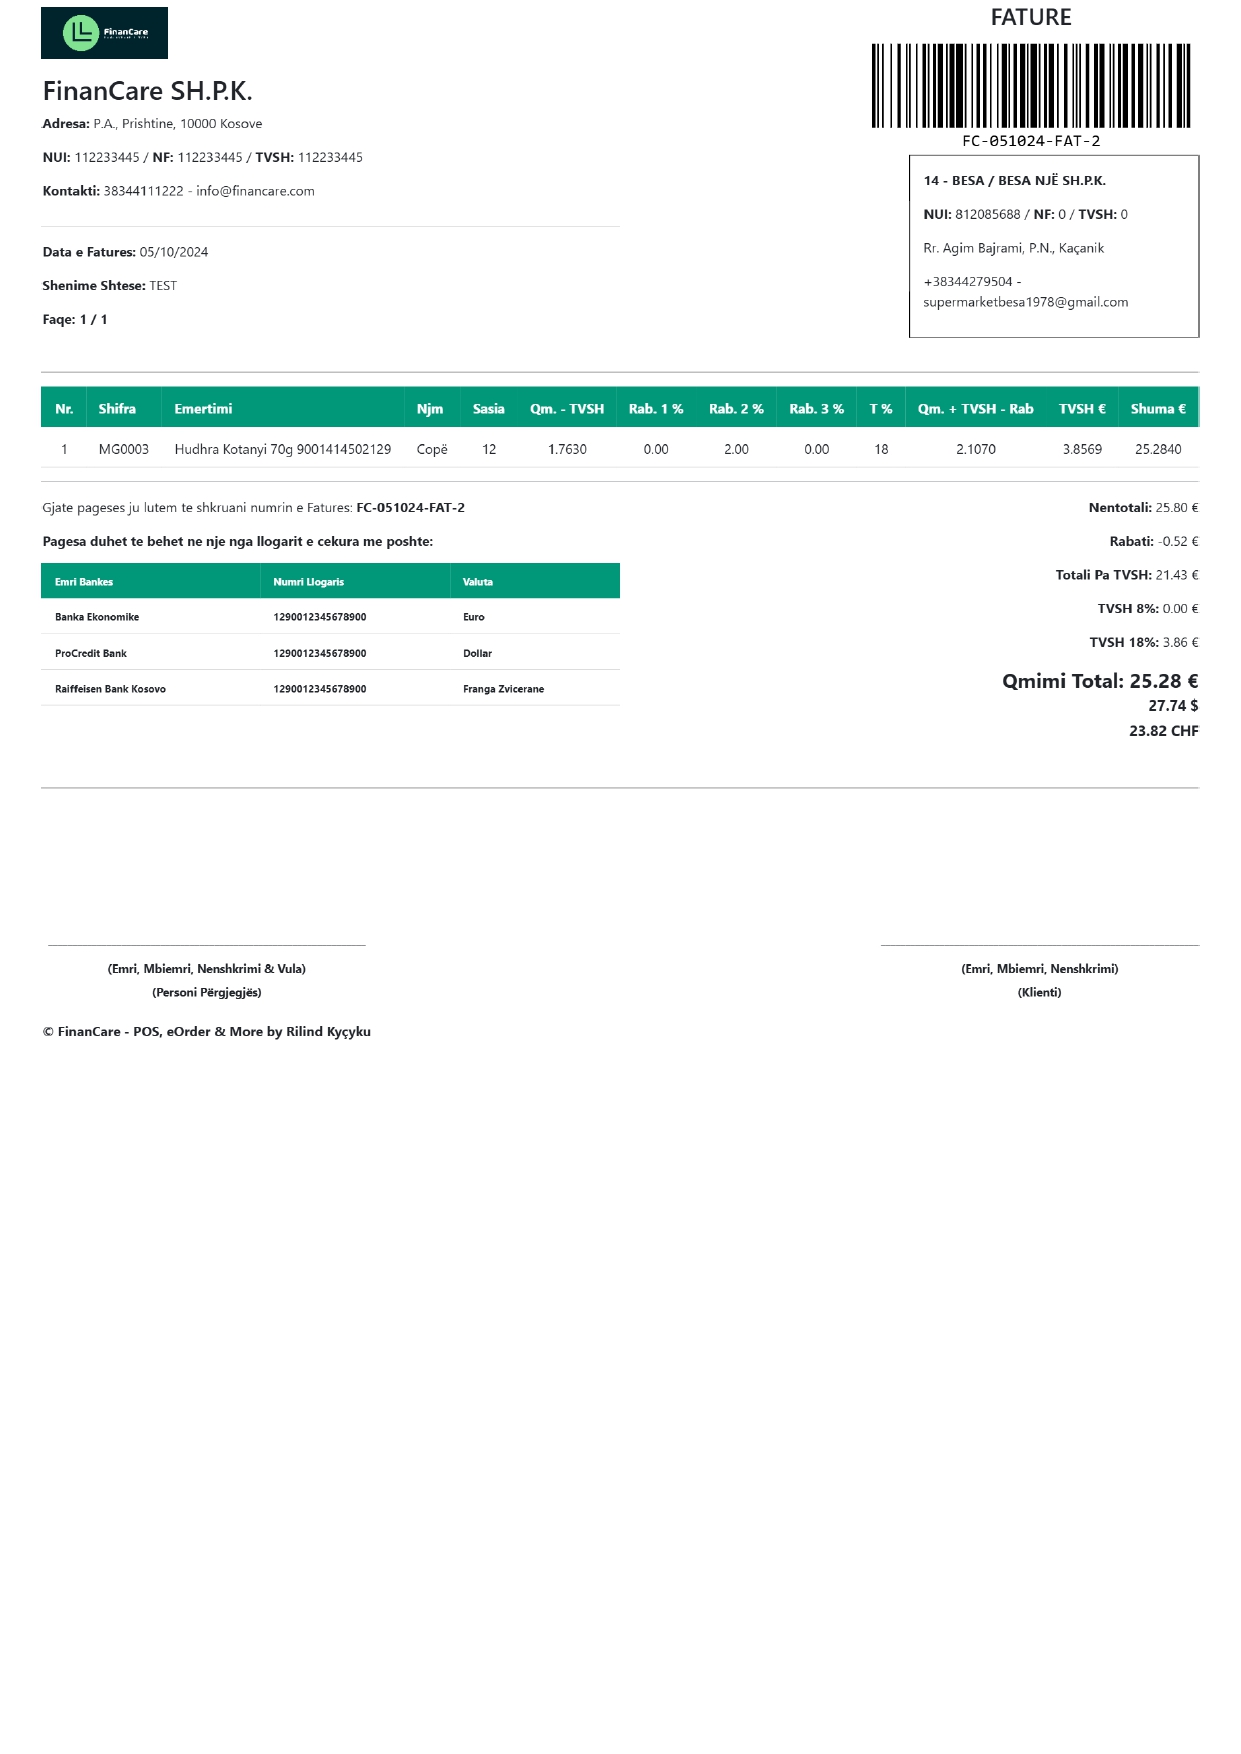 FinanCare
FATURE
FinanCare SH.P.K.
Adresa: P.A., Prishtine, 10000 Kosove
NUI: 112233445 / NF: 112233445 / TVSH: 112233445
Kontakti: 38344111222 - info@financare.com
FC-051024-FAT-2
14 - BESA / BESA NJË SH.P.K.
NUI: 812085688 / NF: 0 / TVSH: 0
Rr. Agim Bajrami, P.N., Kaçanik
+38344279504 -
supermarketbesa1978@gmail.com
Data e Fatures: 05/10/2024
Shenime Shtese: TEST
Faqe: 1 / 1
Nr. Shifra Emertimi Njm Sasia Qm. - TVSH Rab. 1 % Rab. 2 % Rab. 3 % T % Qm. + TVSH - Rab TVSH € Shuma €
1 MG0003 Hudhra Kotanyi 70g 9001414502129 Copë 12 1.7630 0.00 2.00 0.00 18 2.1070 3.8569 25.2840
Gjate pageses ju lutem te shkruani numrin e Fatures: FC-051024-FAT-2
Pagesa duhet te behet ne nje nga llogarit e cekura me poshte:
Emri Bankes Numri Llogaris Valuta
Banka Ekonomike 1290012345678900 Euro
ProCredit Bank 1290012345678900 Dollar
Raiffeisen Bank Kosovo 1290012345678900 Franga Zvicerane
Nentotali: 25.80 €
Rabati: -0.52 €
Totali Pa TVSH: 21.43 €
TVSH 8%: 0.00 €
TVSH 18%: 3.86 €
Qmimi Total: 25.28 €
27.74 $
23.82 CHF
(Emri, Mbiemri, Nenshkrimi & Vula)
(Personi Përgjegjës)
(Emri, Mbiemri, Nenshkrimi)
(Klienti)
© FinanCare - POS, eOrder & More by Rilind Kyçyku